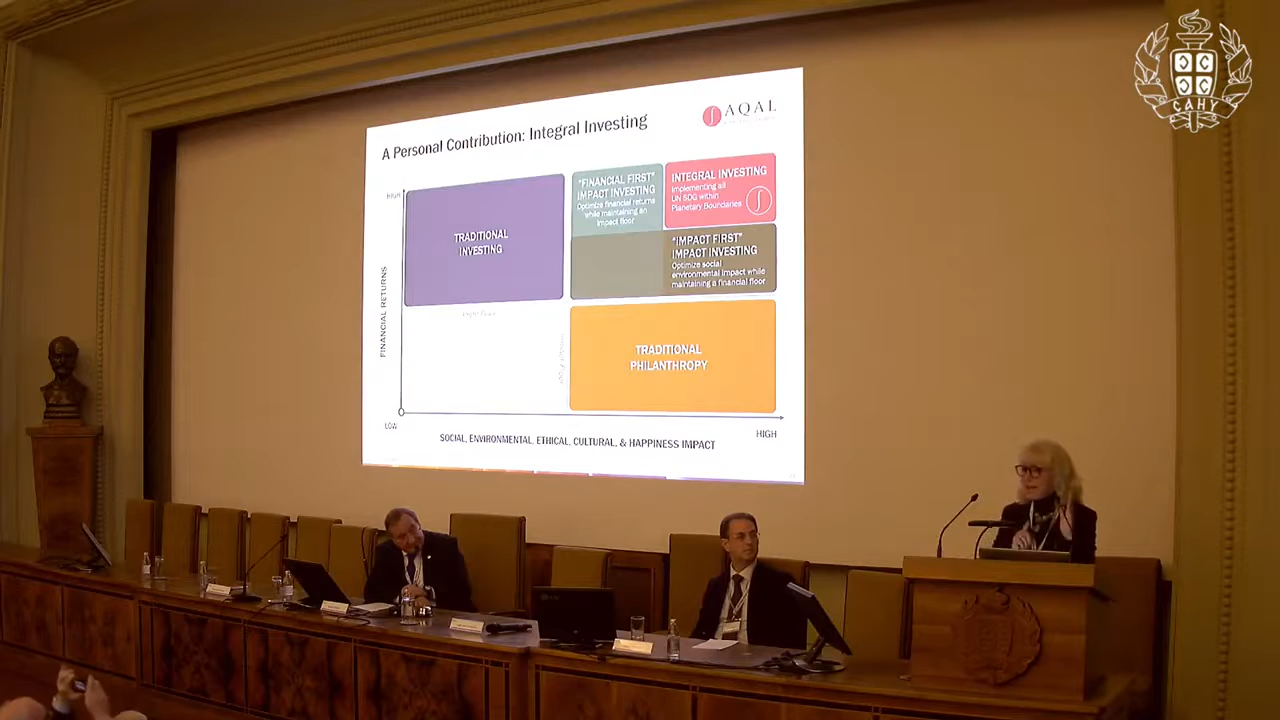 A Personal Contribution: Integral Investing
AQAL
HIGH
FINANCIAL RETURNS
TRADITIONAL
INVESTING
"FINANCIAL FIRST"
IMPACT INVESTING
Optimize financial returns
while maintaining an
impact floor
INTEGRAL INVESTING
Implementing all
UN SDG within
Planetary Boundaries
"IMPACT FIRST"
IMPACT INVESTING
Optimize social
environmental impact while
maintaining a financial floor
TRADITIONAL
PHILANTHROPY
LOW
HIGH
SOCIAL, ENVIRONMENTAL, ETHICAL, CULTURAL, & HAPPINESS IMPACT
САНУ